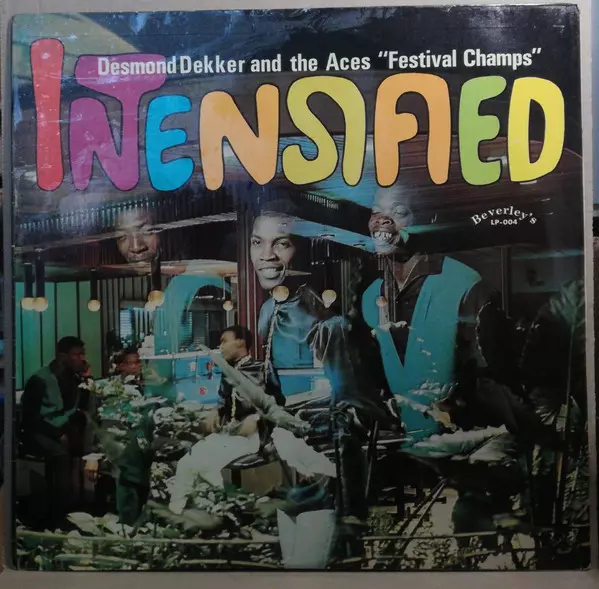 Desmond Dekker and the Aces "Festival Champs"
INTENSIFIED
Beverley's
LP-004